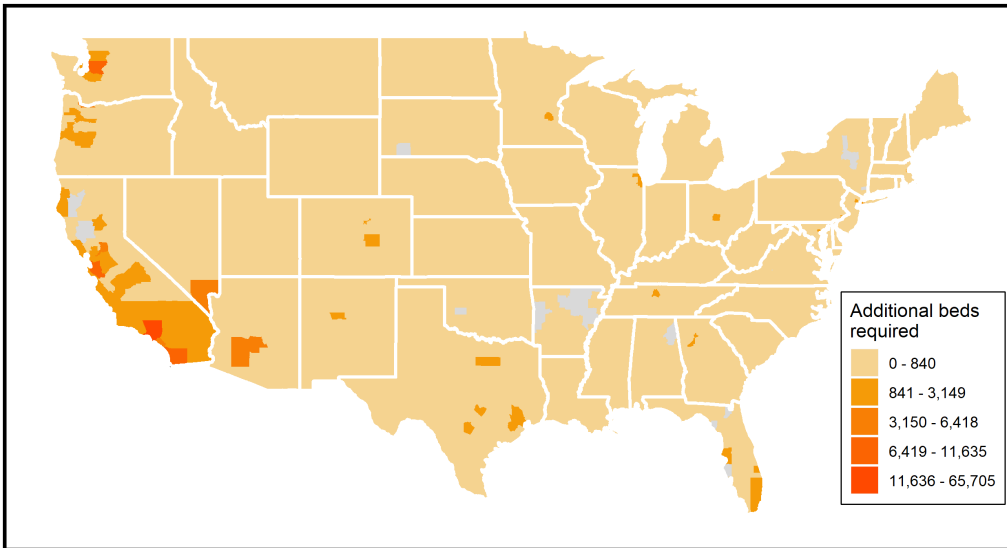 Additional beds
required
0 - 840
841 - 3,149
3,150 - 6,418
6,419 - 11,635
11,636 - 65,705